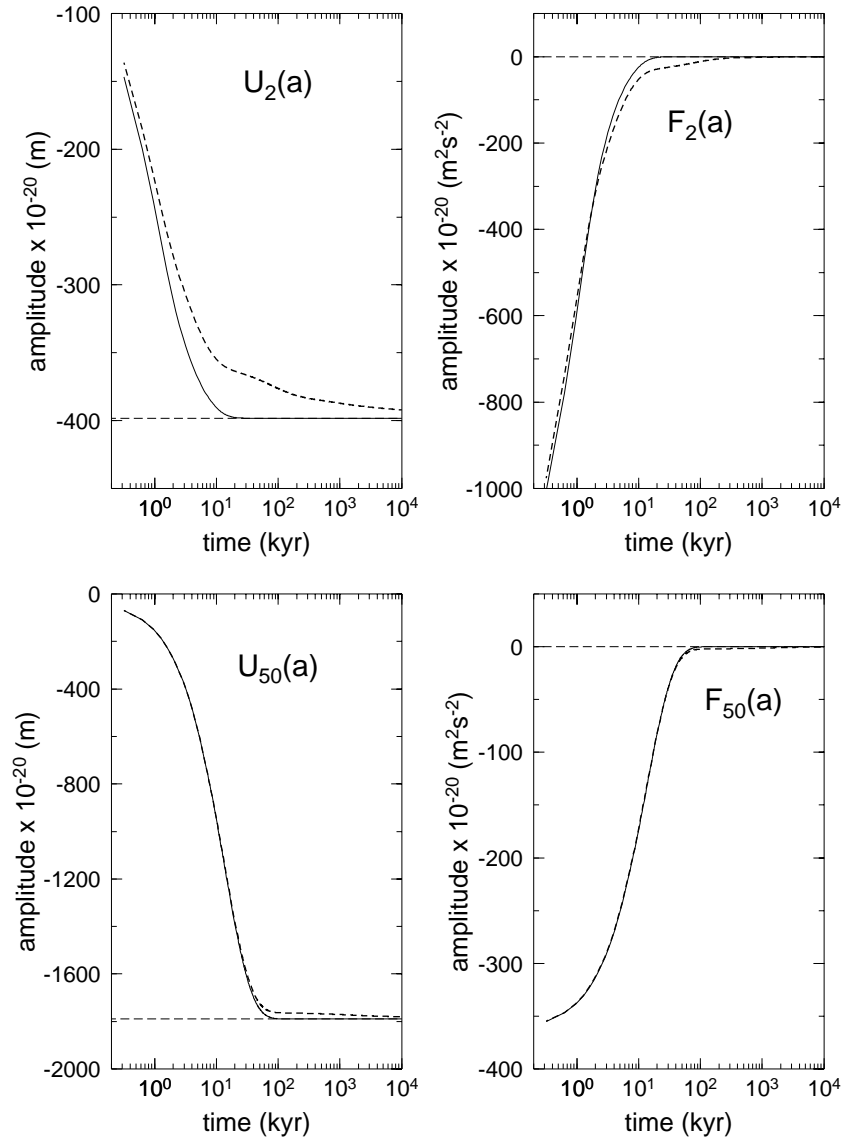 -100
-200
-300
-400
amplitude x 10⁻²⁰ (m)
U₂(a)
10⁰ 10¹ 10² 10³ 10⁴
time (kyr)
0
-200
-400
-600
-800
-1000
amplitude x 10⁻²⁰ (m²s⁻²)
F₂(a)
10⁰ 10¹ 10² 10³ 10⁴
time (kyr)
0
-400
-800
-1200
-1600
-2000
amplitude x 10⁻²⁰ (m)
U₅₀(a)
10⁰ 10¹ 10² 10³ 10⁴
time (kyr)
0
-100
-200
-300
-400
amplitude x 10⁻²⁰ (m²s⁻²)
F₅₀(a)
10⁰ 10¹ 10² 10³ 10⁴
time (kyr)